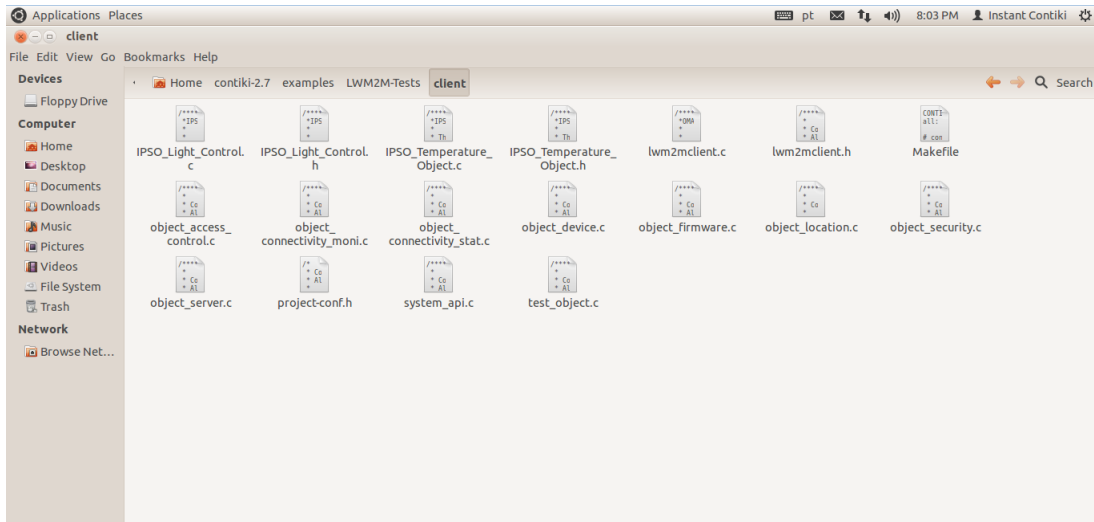 Applications Places
pt
8:03 PM
Instant Contiki
client
File Edit View Go Bookmarks Help
Devices
Floppy Drive
Computer
Home
Desktop
Documents
Downloads
Music
Pictures
Videos
File System
Trash
Network
Browse Net...
Home contiki-2.7 examples LWM2M-Tests client
Search
IPSO_Light_Control.
c
IPSO_Light_Control.
h
IPSO_Temperature_
Object.c
IPSO_Temperature_
Object.h
lwm2mclient.c
lwm2mclient.h
Makefile
object_access_
control.c
object_
connectivity_moni.c
object_
connectivity_stat.c
object_device.c
object_firmware.c
object_location.c
object_security.c
object_server.c
project-conf.h
system_api.c
test_object.c